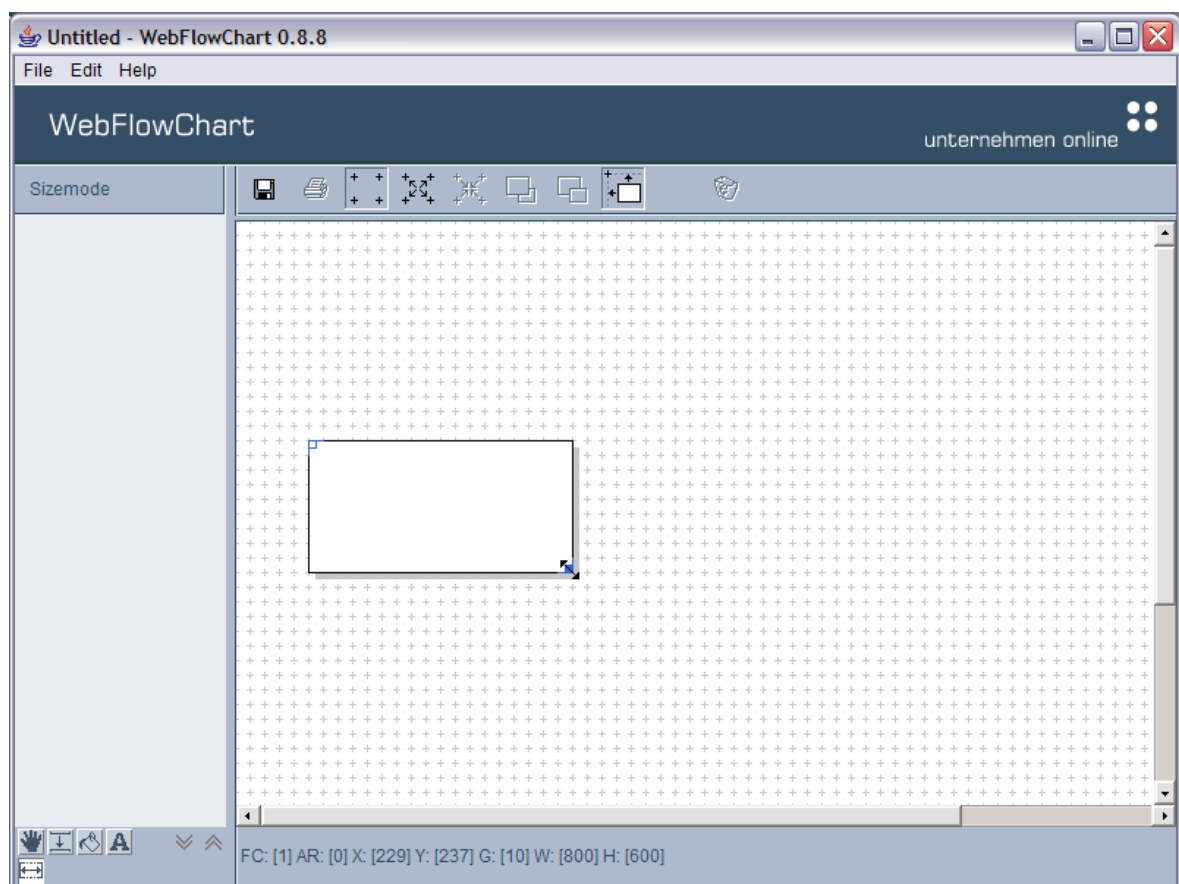 Untitled - WebFlowChart 0.8.8
File Edit Help
WebFlowChart
unternehmen online
Sizemode
A
FC: [1] AR: [0] X: [229] Y: [237] G: [10] W: [800] H: [600]